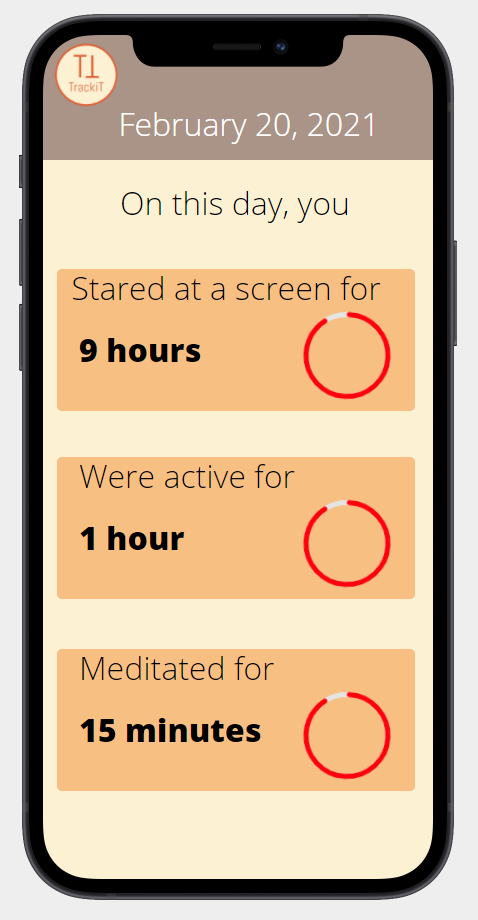 TT
TrackiT
February 20, 2021
On this day, you
Stared at a screen for
9 hours
Were active for
1 hour
Meditated for
15 minutes